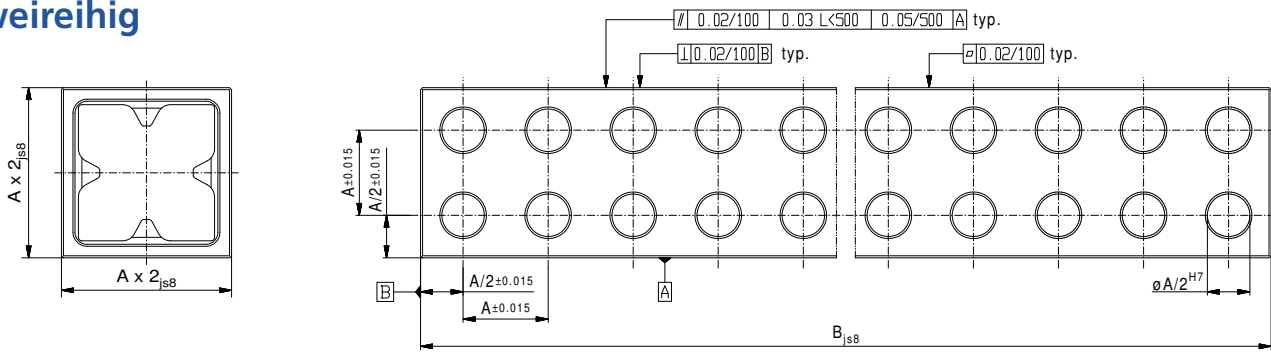 veireihig
// 0.02/100 0.03 L<500 0.05/500 A typ.
⊥ 0.02/100 B typ.
⏥ 0.02/100 typ.
A x 2js8
A x 2js8
A±0.015
A/2±0.015
B
A/2±0.015
A±0.015
A
øA/2H7
Bjs8